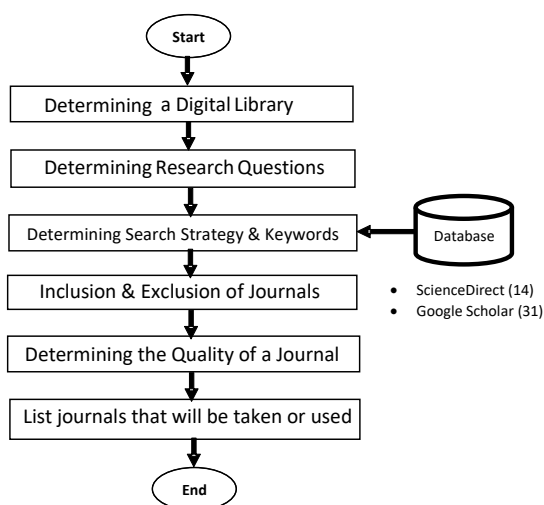 Start
Determining a Digital Library
Determining Research Questions
Determining Search Strategy & Keywords
Database
• ScienceDirect (14)
• Google Scholar (31)
Inclusion & Exclusion of Journals
Determining the Quality of a Journal
List journals that will be taken or used
End